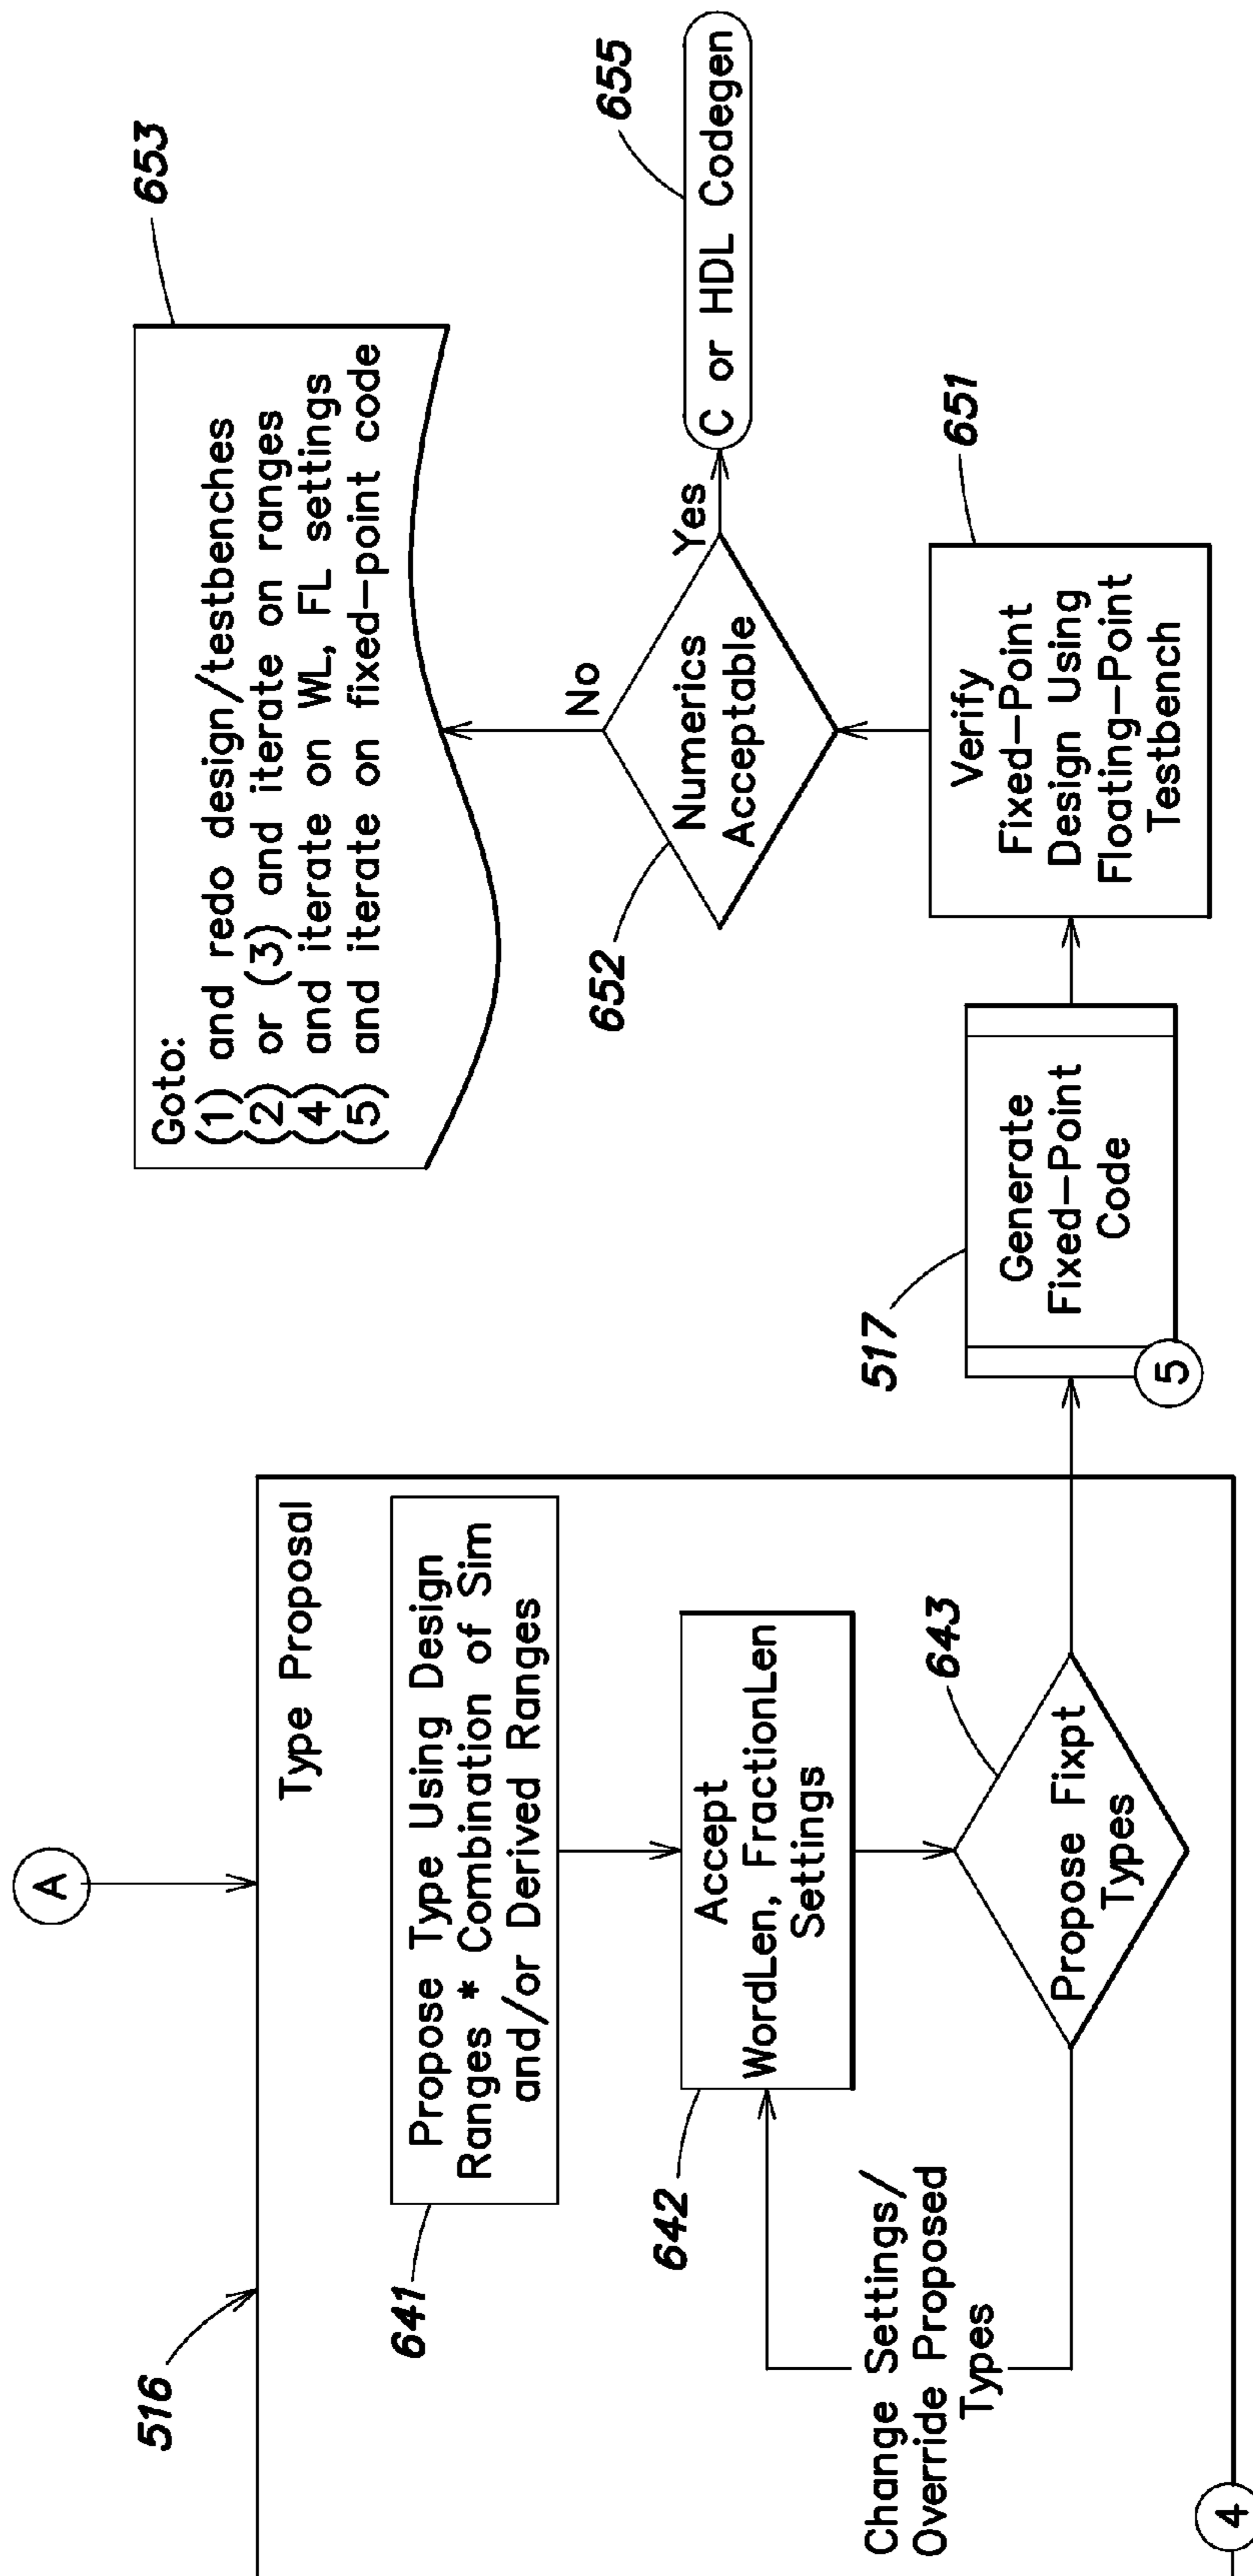 A
516
Type Proposal
641
Propose Type Using Design
Ranges * Combination of Sim
and/or Derived Ranges
642
Accept
WordLen, FractionLen
Settings
Change Settings/
Override Proposed
Types
643
Propose Fixpt
Types
4
517
Generate
Fixed-Point
Code
5
651
Verify
Fixed-Point
Design Using
Floating-Point
Testbench
652
Numerics
Acceptable
No
Yes
653
Goto:
(1) and redo design/testbenches
(2) or (3) and iterate on ranges
(4) and iterate on WL, FL settings
(5) and iterate on fixed-point code
655
C or HDL Codegen